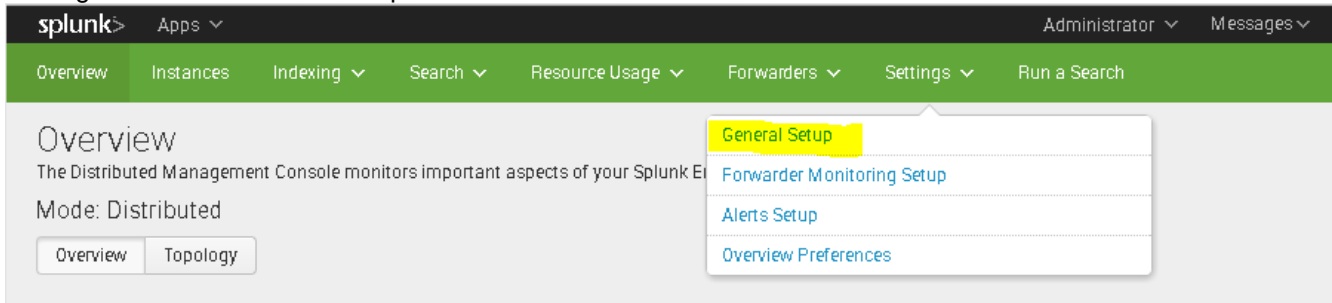 splunk> Apps Administrator Messages
Overview Instances Indexing Search Resource Usage Forwarders Settings Run a Search
Overview
General Setup
The Distributed Management Console monitors important aspects of your Splunk
Forwarder Monitoring Setup
Mode: Distributed
Alerts Setup
Overview Topology
Overview Preferences